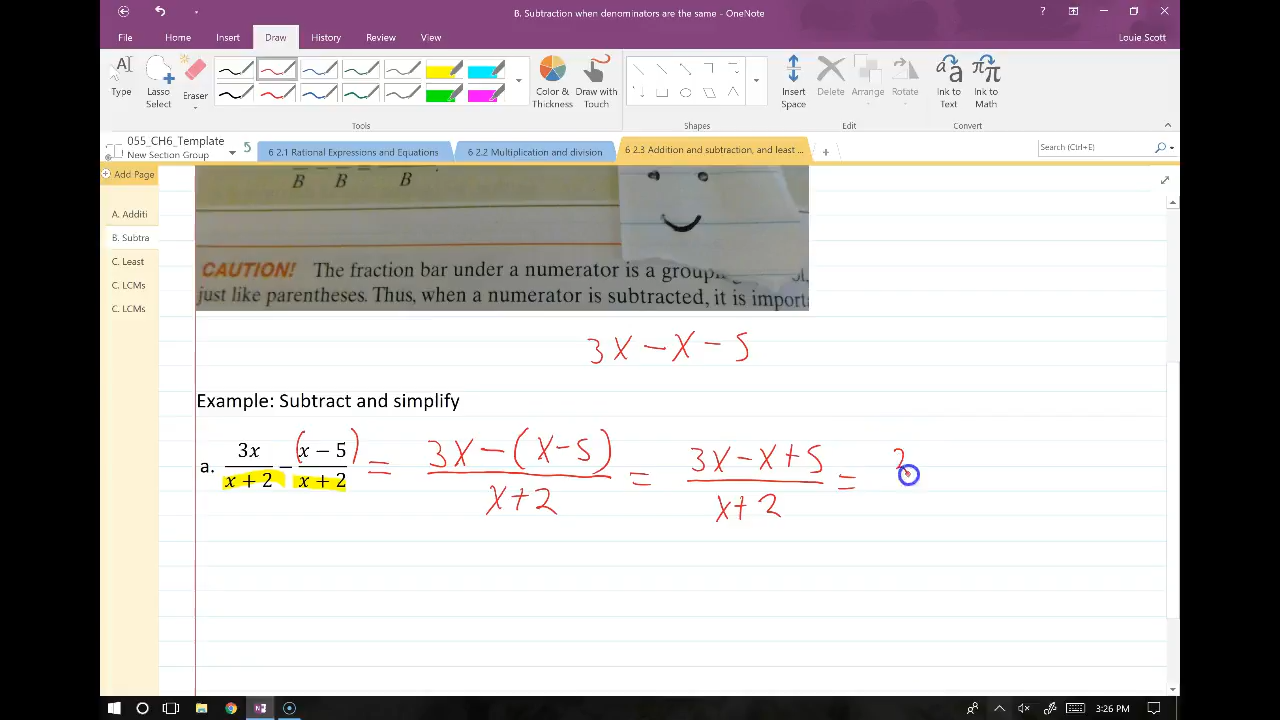 B. Subtraction when denominators are the same - OneNote
File Home Insert Draw History Review View Louie Scott
Type Lasso Select Eraser Color & Thickness Draw with Touch Insert Space Delete Arrange Rotate Ink to Text Ink to Math
Tools Shapes Edit Convert
055_CH6_Template
New Section Group
6 2.1 Rational Expressions and Equations 6 2.2 Multiplication and division 6 2.3 Addition and subtraction, and least ... Search (Ctrl+E)
Add Page
A. Additi
B. Subtra
C. Least
C. LCMs
C. LCMs
B - B = B
CAUTION! The fraction bar under a numerator is a
just like parentheses. Thus, when a numerator is subtracted, it is
3X - X - 5
Example: Subtract and simplify
a. 3x/(x + 2) - (x - 5)/(x + 2) = (3X - (X - 5))/(X + 2) = (3X - X + 5)/(X + 2) = 2
3:26 PM